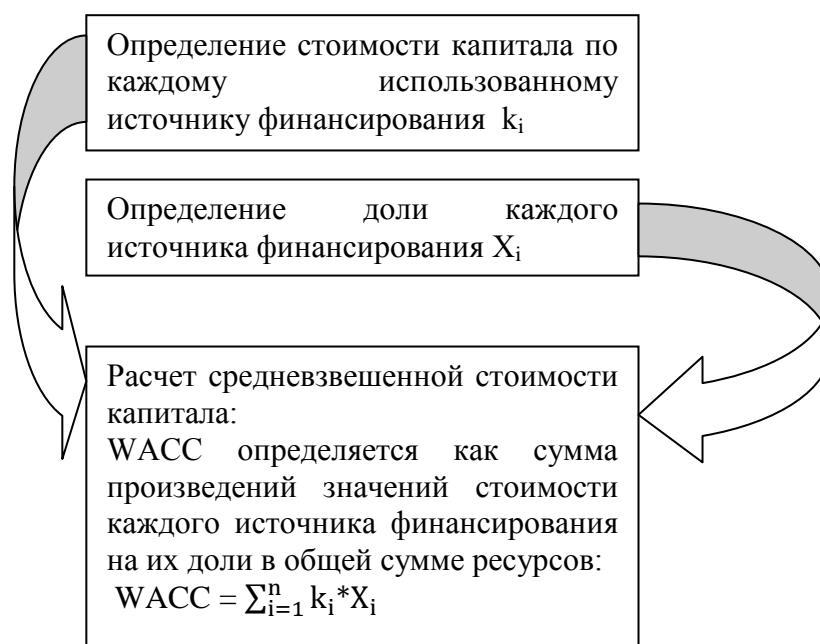 Определение стоимости капитала по
каждому использованному
источнику финансирования kᵢ
Определение доли каждого
источника финансирования Xᵢ
Расчет средневзвешенной стоимости
капитала:
WACC определяется как сумма
произведений значений стоимости
каждого источника финансирования
на их доли в общей сумме ресурсов:
WACC = ∑ⁿᵢ₌₁ kᵢ*Xᵢ